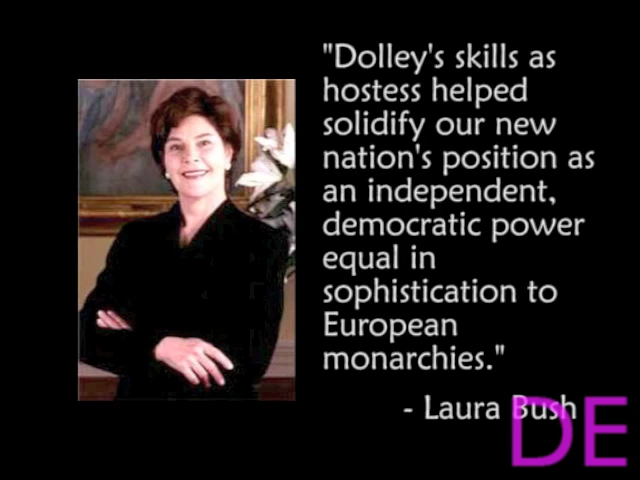 "Dolley's skills as
hostess helped
solidify our new
nation's position as
an independent,
democratic power
equal in
sophistication to
European
monarchies."
- Laura Bush
DE